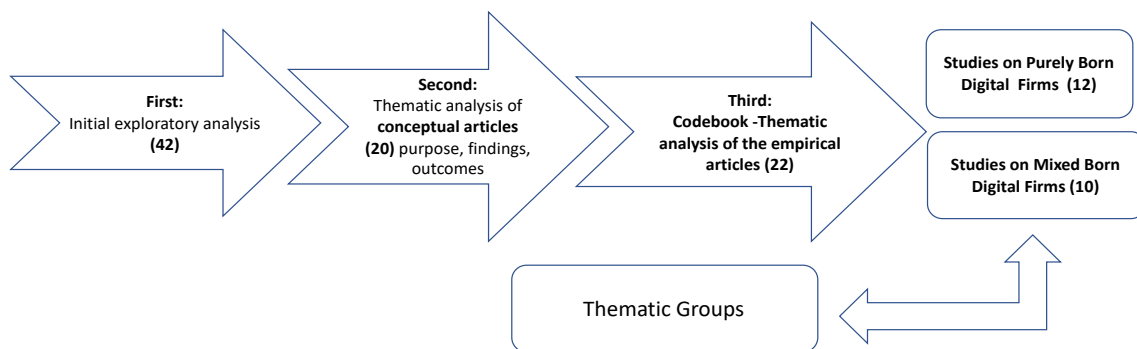 First:
Initial exploratory analysis
(42)
Second:
Thematic analysis of
conceptual articles
(20) purpose, findings,
outcomes
Third:
Codebook -Thematic
analysis of the empirical
articles (22)
Studies on Purely Born
Digital Firms (12)
Studies on Mixed Born
Digital Firms (10)
Thematic Groups